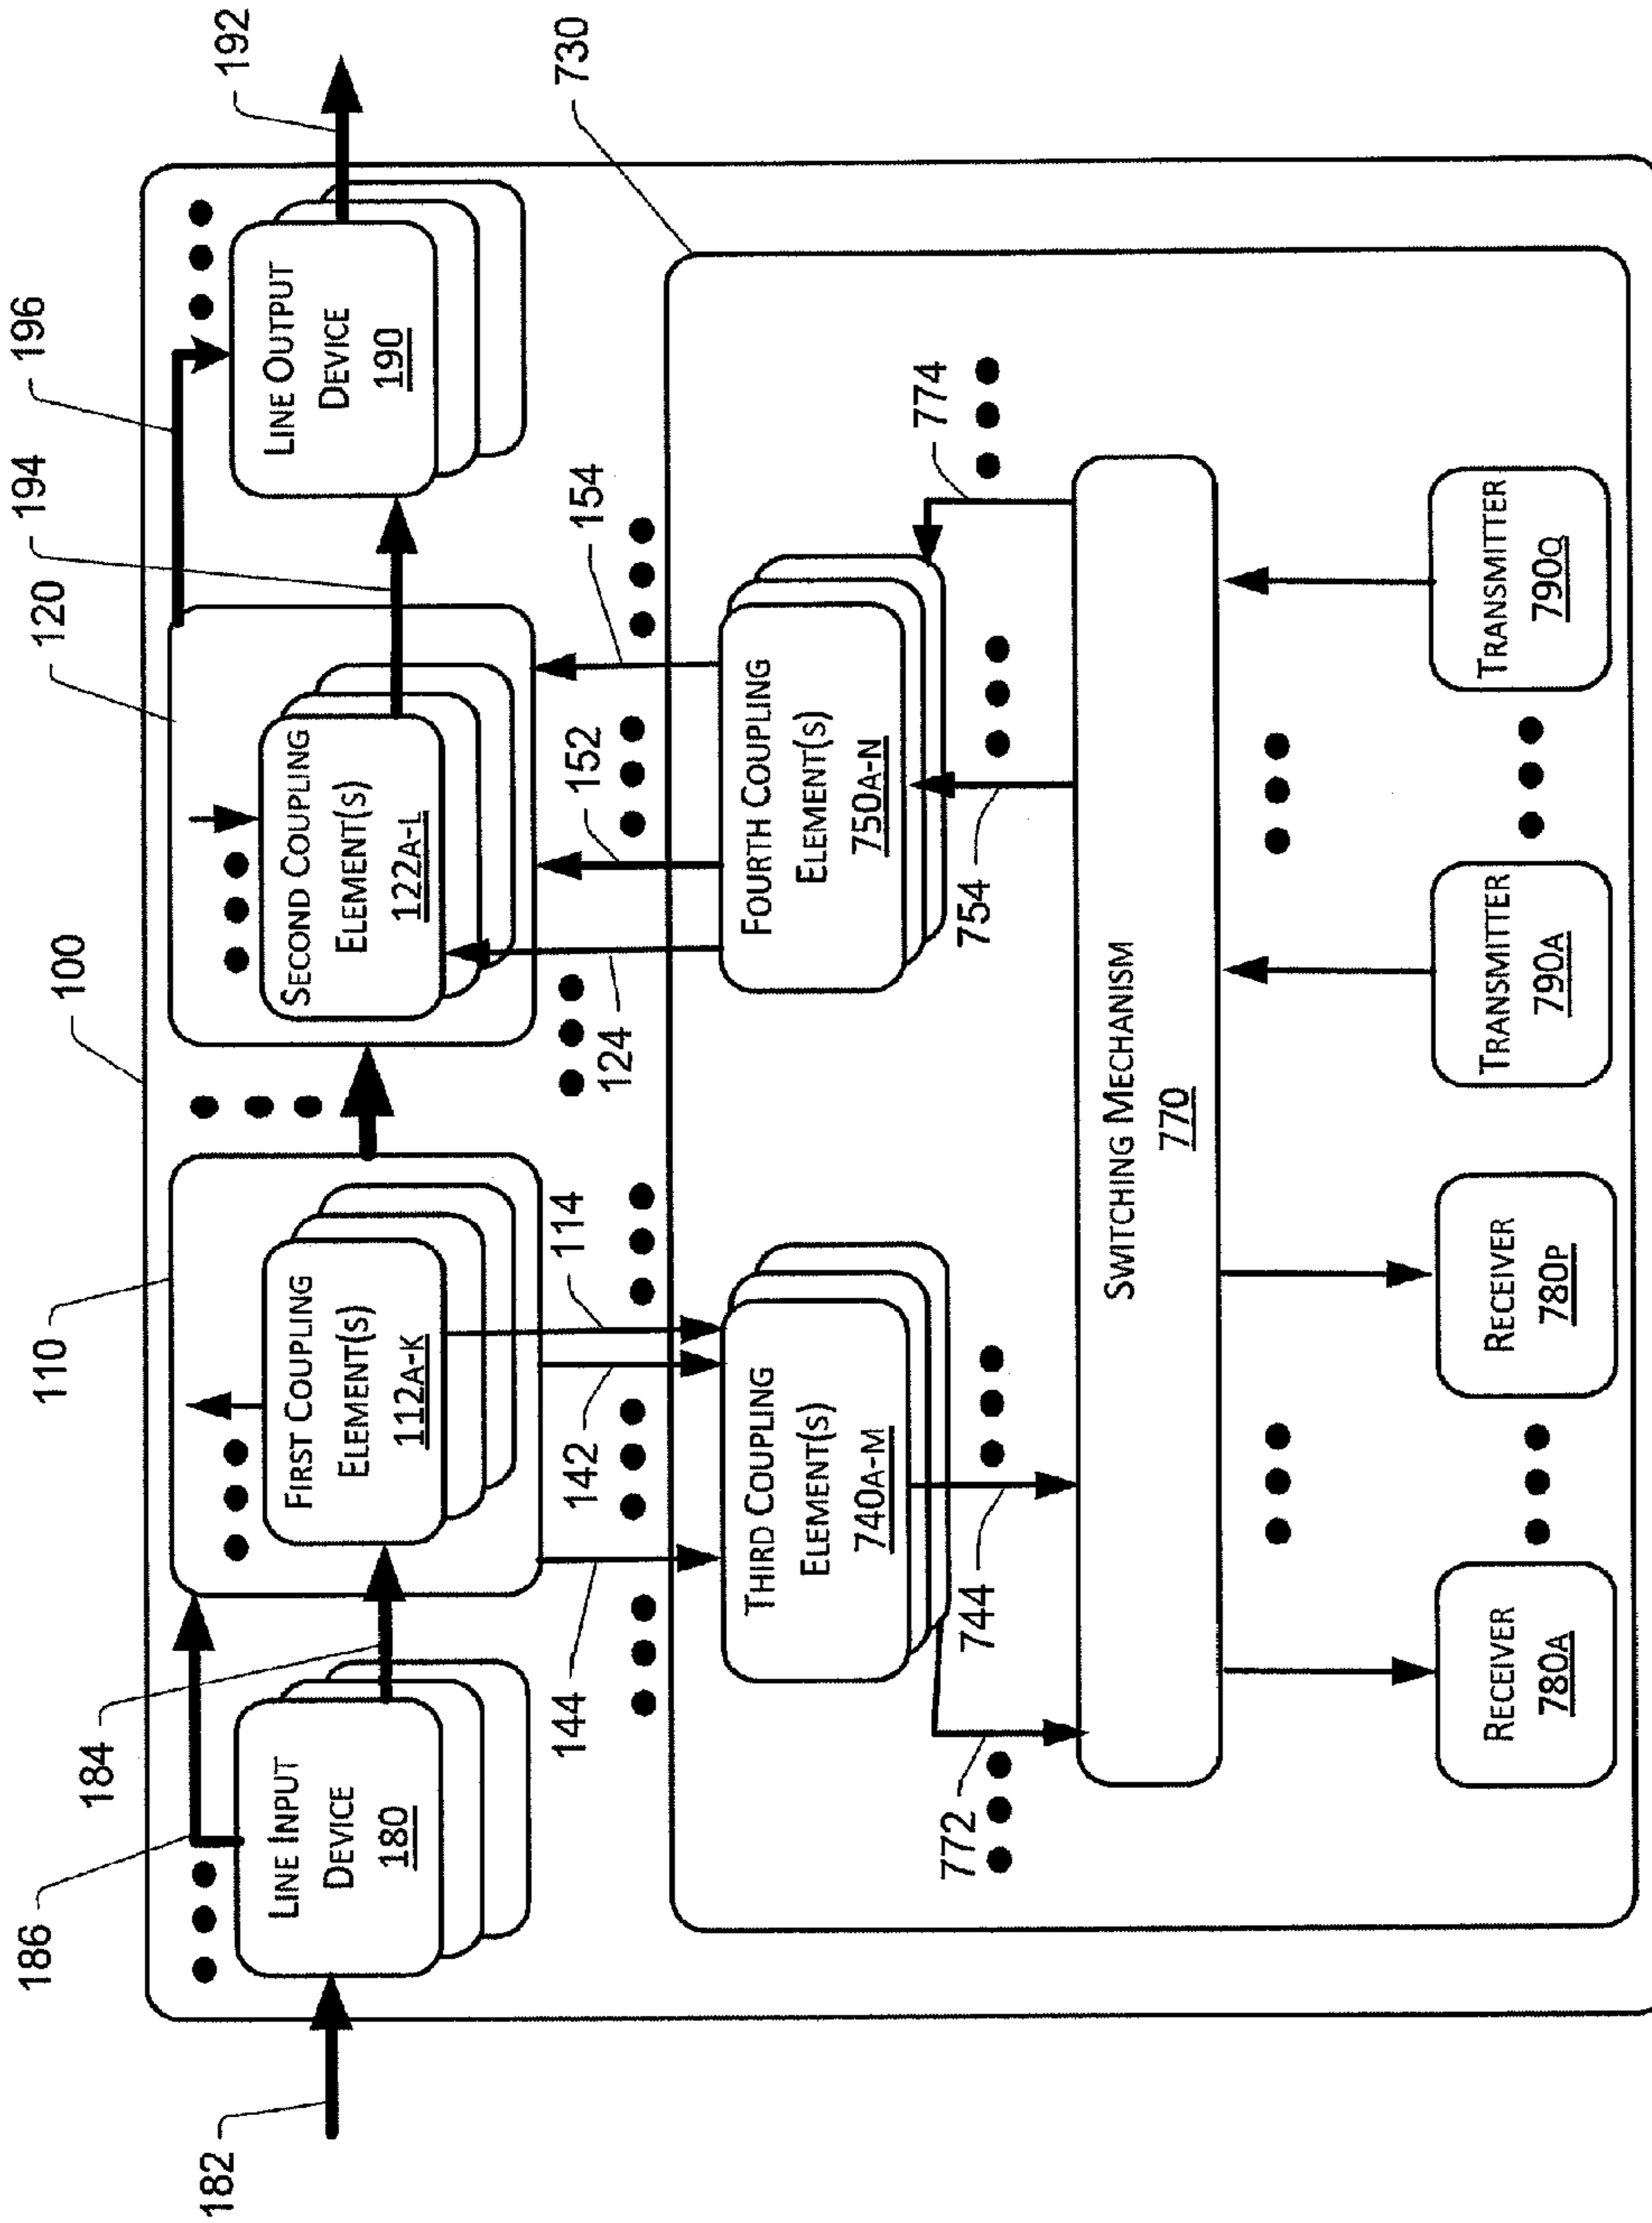 100
110
120
186
184
194
196
182
192
LINE INPUT
DEVICE
180
FIRST COUPLING
ELEMENT(S)
112A-K
SECOND COUPLING
ELEMENT(S)
122A-L
LINE OUTPUT
DEVICE
190
144
142
114
124
152
154
730
THIRD COUPLING
ELEMENT(S)
740A-M
FOURTH COUPLING
ELEMENT(S)
750A-N
772
744
754
774
SWITCHING MECHANISM
770
RECEIVER
780A
RECEIVER
780P
TRANSMITTER
790A
TRANSMITTER
790Q